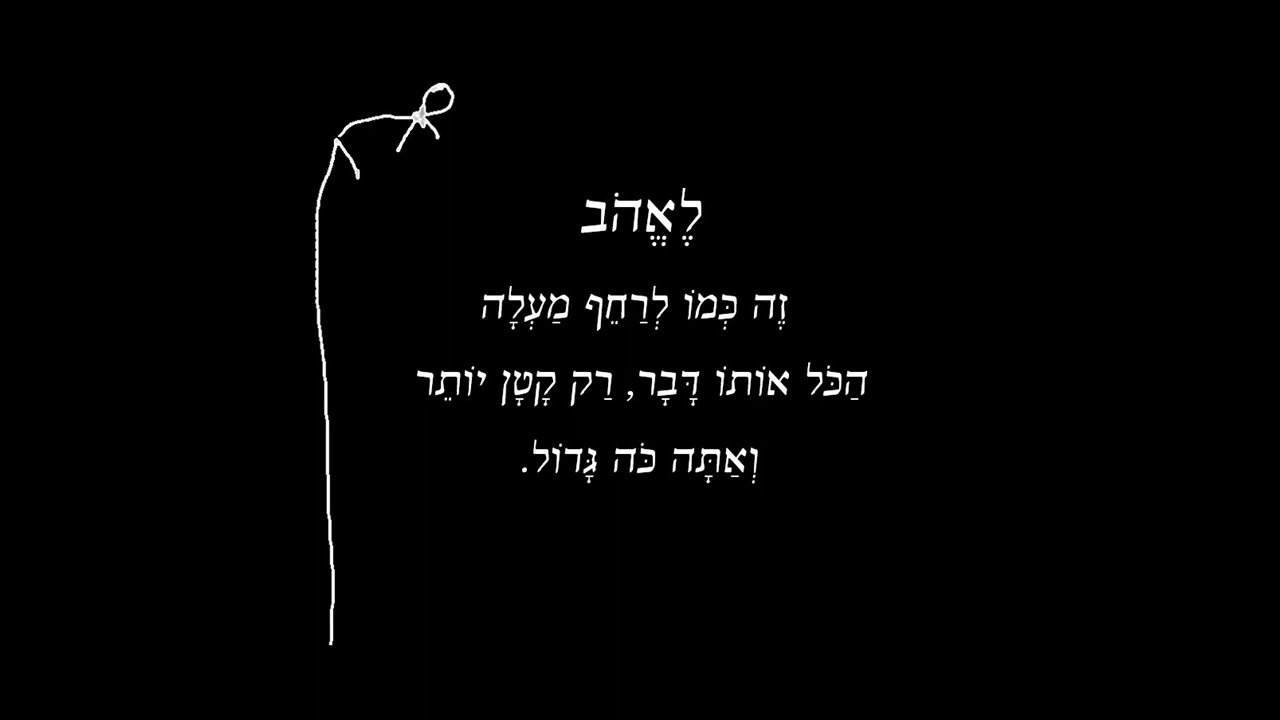 לֶאֱהֹב
זֶה כְּמוֹ לְרַחֵף מַעְלָה
הַכֹּל אוֹתוֹ דָּבָר, רַק קָטָן יוֹתֵר
וְאַתָּה כֹּה גָּדוֹל.